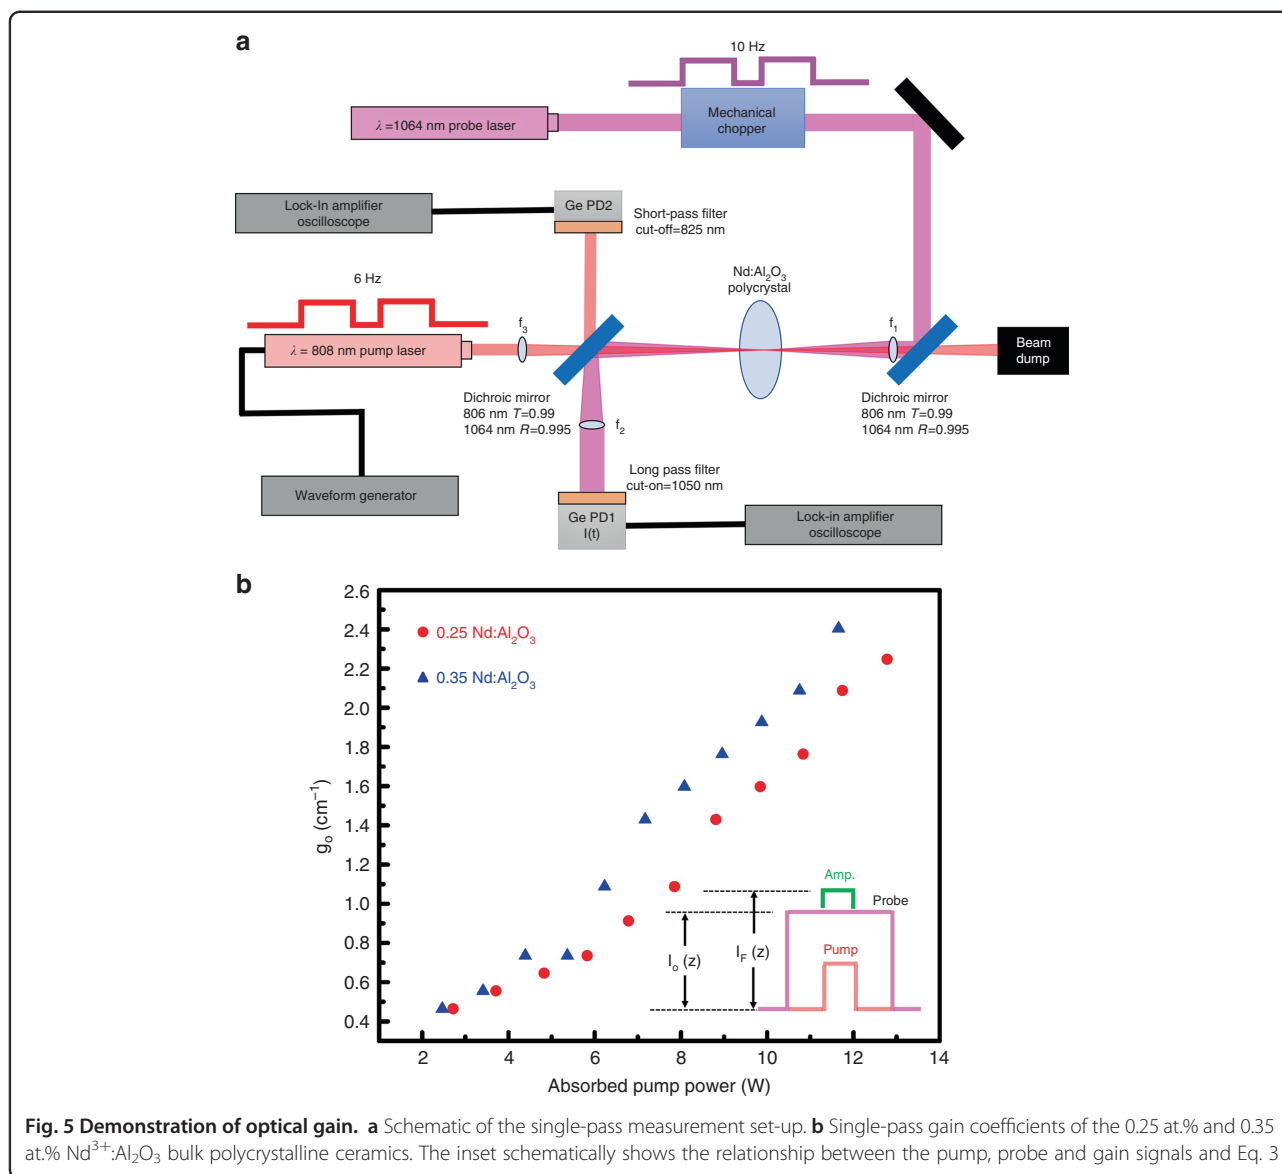 a
10 Hz
λ =1064 nm probe laser
Mechanical
chopper
Lock-In amplifier
oscilloscope
Ge PD2
Short-pass filter
cut-off=825 nm
6 Hz
Nd:Al₂O₃
polycrystal
f₃
f₁
λ = 808 nm pump laser
Beam
dump
Dichroic mirror
806 nm T=0.99
1064 nm R=0.995
f₂
Dichroic mirror
806 nm T=0.99
1064 nm R=0.995
Waveform generator
Long pass filter
cut-on=1050 nm
Ge PD1
I(t)
Lock-in amplifier
oscilloscope
b
2.6
2.4
2.2
2.0
1.8
1.6
1.4
1.2
1.0
0.8
0.6
0.4
gₒ (cm⁻¹)
0.25 Nd:Al₂O₃
0.35 Nd:Al₂O₃
Amp.
Probe
Iₒ (z)
I_F (z)
Pump
2 4 6 8 10 12 14
Absorbed pump power (W)
Fig. 5 Demonstration of optical gain. a Schematic of the single-pass measurement set-up. b Single-pass gain coefficients of the 0.25 at.% and 0.35
at.% Nd³⁺:Al₂O₃ bulk polycrystalline ceramics. The inset schematically shows the relationship between the pump, probe and gain signals and Eq. 3